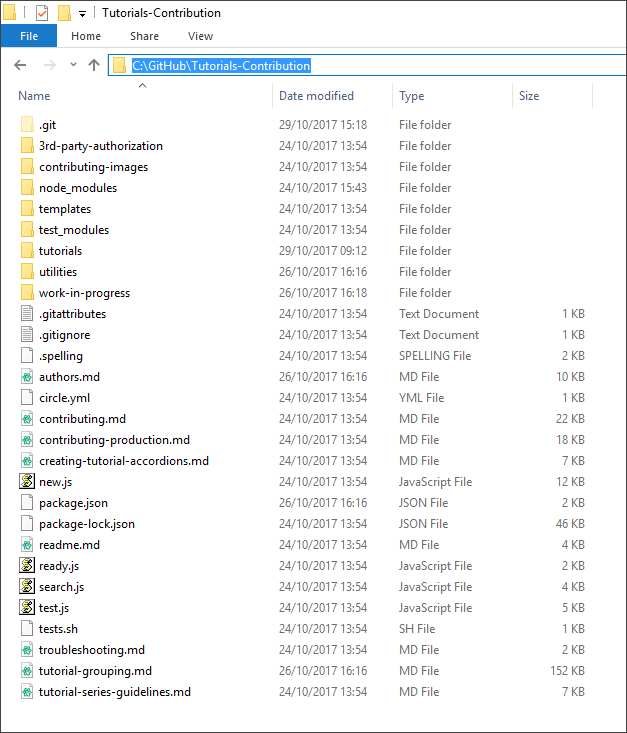 Tutorials-Contribution
File Home Share View
C:\GitHub\Tutorials-Contribution
Name Date modified Type Size
.git 29/10/2017 15:18 File folder
3rd-party-authorization 24/10/2017 13:54 File folder
contributing-images 24/10/2017 13:54 File folder
node_modules 24/10/2017 15:43 File folder
templates 24/10/2017 13:54 File folder
test_modules 24/10/2017 13:54 File folder
tutorials 29/10/2017 09:12 File folder
utilities 26/10/2017 16:16 File folder
work-in-progress 26/10/2017 16:18 File folder
.gitattributes 24/10/2017 13:54 Text Document 1 KB
.gitignore 24/10/2017 13:54 Text Document 1 KB
.spelling 24/10/2017 13:54 SPELLING File 2 KB
authors.md 26/10/2017 16:16 MD File 10 KB
circle.yml 24/10/2017 13:54 YML File 1 KB
contributing.md 24/10/2017 13:54 MD File 22 KB
contributing-production.md 24/10/2017 13:54 MD File 18 KB
creating-tutorial-accordions.md 24/10/2017 13:54 MD File 7 KB
new.js 24/10/2017 13:54 JavaScript File 12 KB
package.json 26/10/2017 16:16 JSON File 2 KB
package-lock.json 24/10/2017 13:54 JSON File 46 KB
readme.md 24/10/2017 13:54 MD File 4 KB
ready.js 24/10/2017 13:54 JavaScript File 2 KB
search.js 24/10/2017 13:54 JavaScript File 4 KB
test.js 24/10/2017 13:54 JavaScript File 5 KB
tests.sh 24/10/2017 13:54 SH File 1 KB
troubleshooting.md 24/10/2017 13:54 MD File 2 KB
tutorial-grouping.md 26/10/2017 16:16 MD File 152 KB
tutorial-series-guidelines.md 24/10/2017 13:54 MD File 7 KB